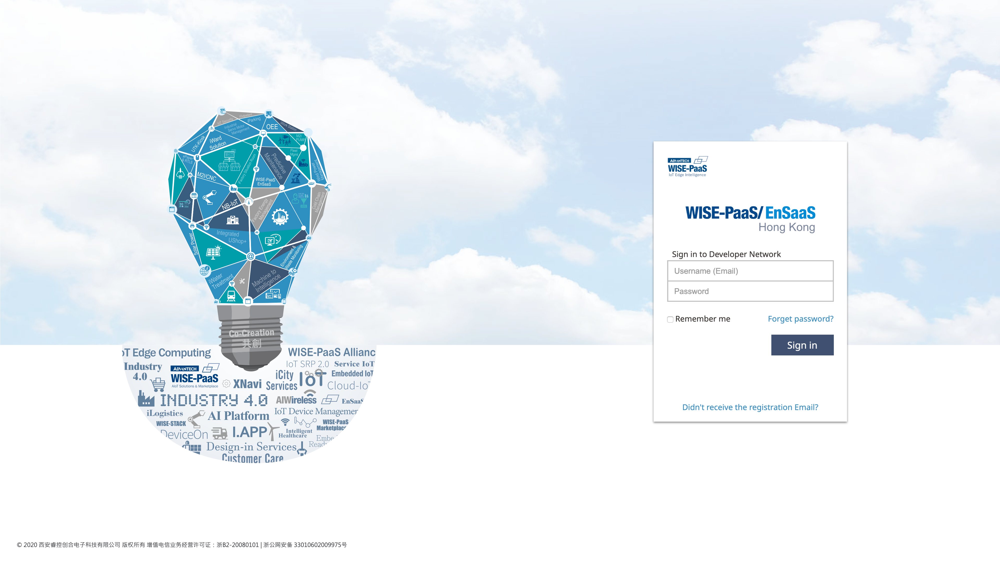 iOutpatient
IoT Security
iParking
Industrial
Servo Motor
Management
OEE
iWork Station
UTK-Kiosk
iWard
Solution
M2I
PUMP
ePaper
& RTLS
Fleet
Mgmt
iFactory Situation Room
Predictive
Maintenance
Wind Power
Management
M2I/CNC
WISE-PaaS
EnSaaS
NB-IoT
Factory Energy
Management
Cold Chain
Management
Integrated
UShop+
Solar Power
Environment &
Waste Monitoring
iWater
Treatment
Machine to
Intelligence
Co-Creation
共創
oT Edge Computing
WISE-PaaS Allianc
Industry
4.0
ADVANTECH
WISE-PaaS
AIoT Solutions & Marketplace
XNavi
IoT SRP 2.0
Service IoT
iCity
Services
IoT
Embedded IoT
Cloud-IoT
INDUSTRY 4.0
AIWireless
EnSaaS
iLogistics
AI Platform
IoT Device Managemen
WISE-STACK
WISE-PaaS
Marketplace
DeviceOn
I.APP
Intelligent
Healthcare
Embe
Read
Design-in Services
Customer Care
ADVANTECH
WISE-PaaS
IoT Edge Intelligence
WISE-PaaS/EnSaaS
Hong Kong
Sign in to Developer Network
Username (Email)
Password
Remember me
Forget password?
Sign in
Didn't receive the registration Email?
© 2020 西安睿控创合电子科技有限公司 版权所有 增值电信业务经营许可证：浙B2-20080101 | 浙公网安备 33010602009975号